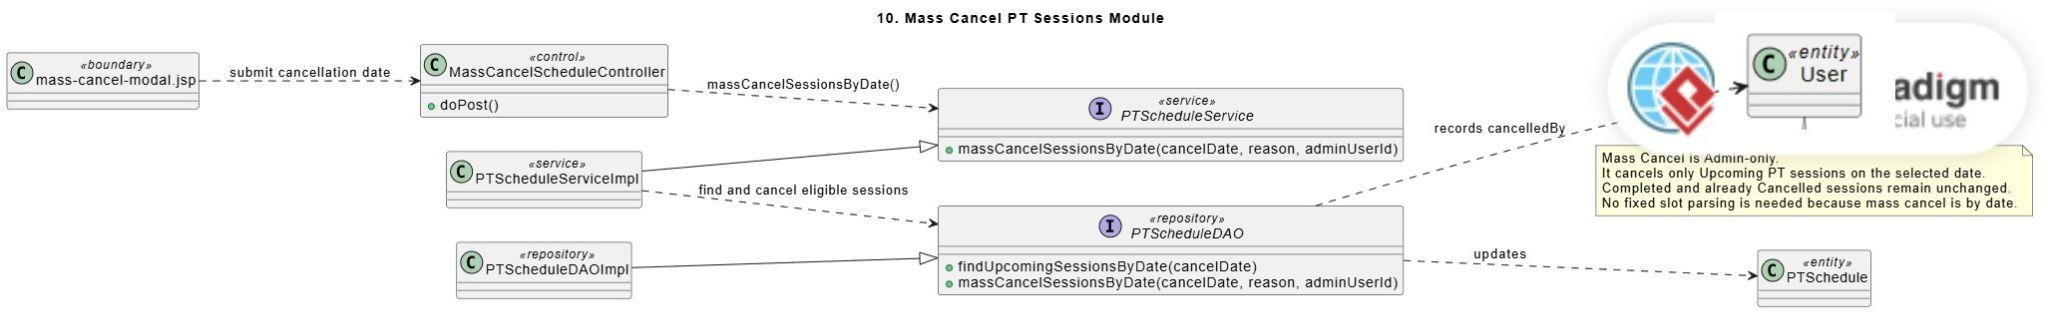 10. Mass Cancel PT Sessions Module
C
«boundary»
mass-cancel-modal.jsp
submit cancellation date
C
«control»
MassCancelScheduleController
doPost()
massCancelSessionsByDate()
I
«service»
PTScheduleService
massCancelSessionsByDate(cancelDate, reason, adminUserId)
C
«service»
PTScheduleServiceImpl
find and cancel eligible sessions
C
«repository»
PTScheduleDAOImpl
I
«repository»
PTScheduleDAO
findUpcomingSessionsByDate(cancelDate)
massCancelSessionsByDate(cancelDate, reason, adminUserId)
records cancelledBy
updates
C
«entity»
User
adigm
cial use
Mass Cancel is Admin-only.
It cancels only Upcoming PT sessions on the selected date.
Completed and already Cancelled sessions remain unchanged.
No fixed slot parsing is needed because mass cancel is by date.
C
«entity»
PTSchedule